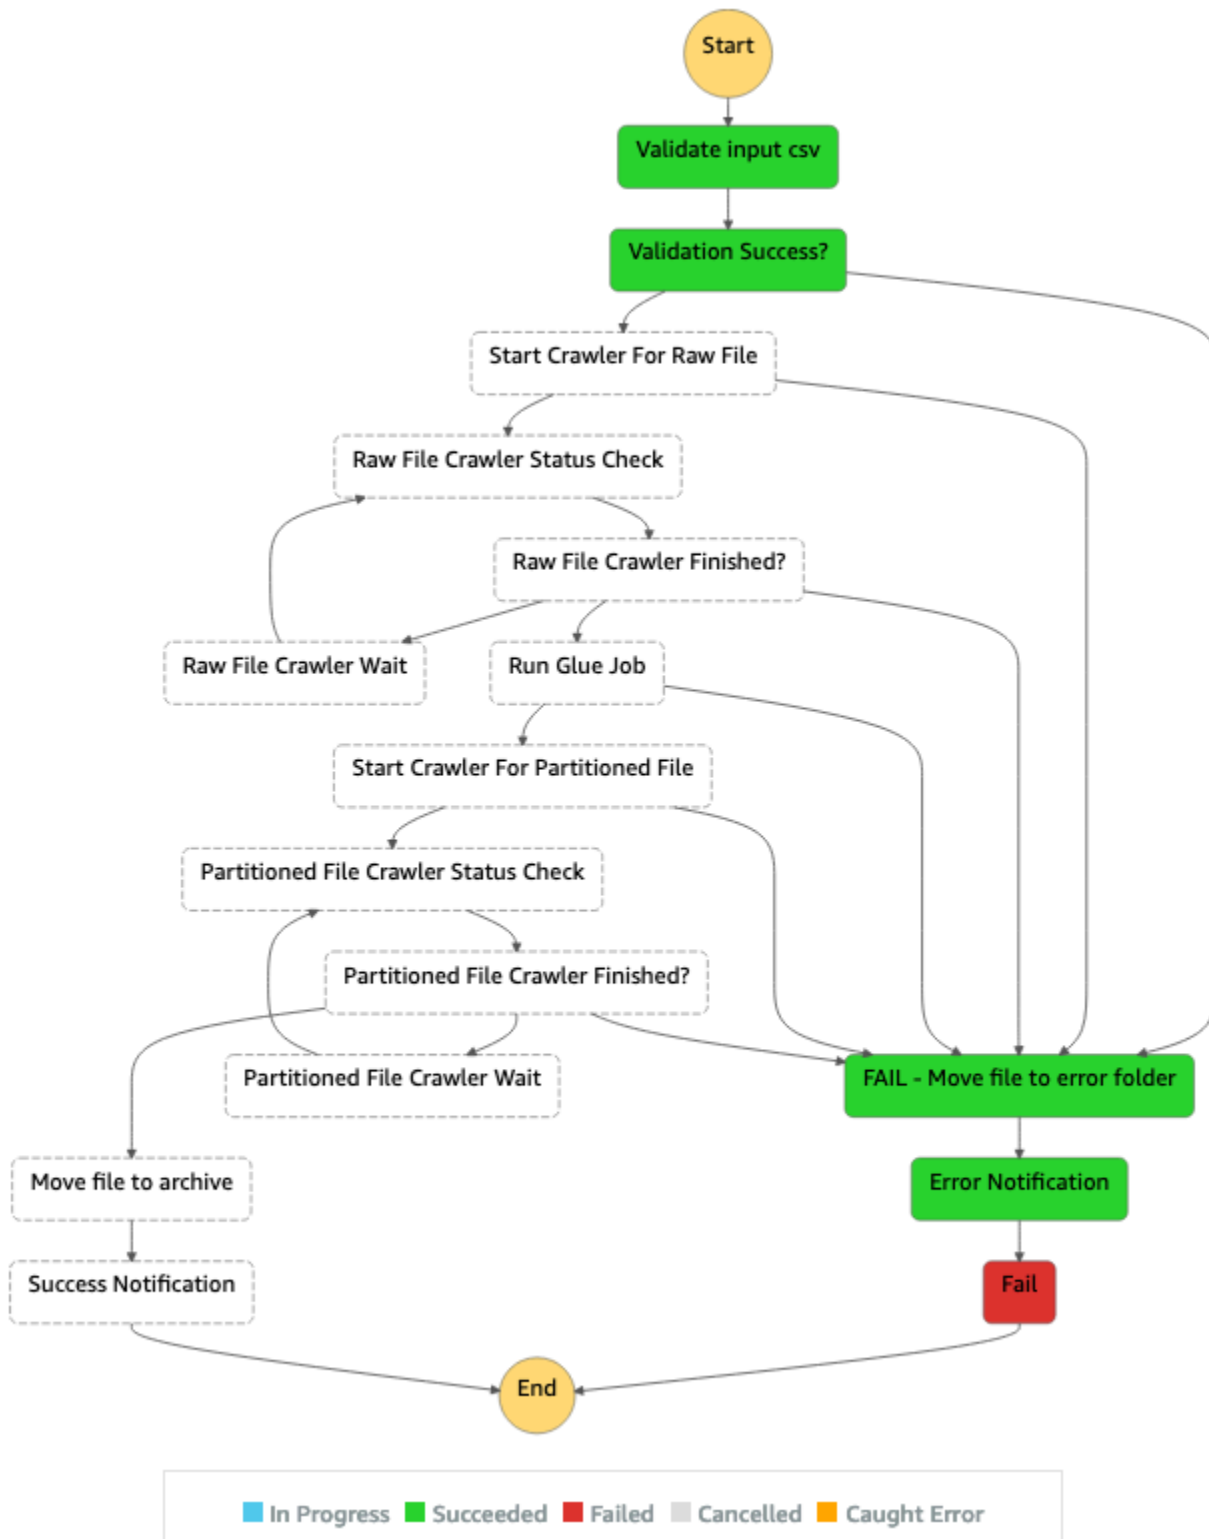 Start
Validate input csv
Validation Success?
Start Crawler For Raw File
Raw File Crawler Status Check
Raw File Crawler Finished?
Raw File Crawler Wait
Run Glue Job
Start Crawler For Partitioned File
Partitioned File Crawler Status Check
Partitioned File Crawler Finished?
Partitioned File Crawler Wait
FAIL - Move file to error folder
Move file to archive
Error Notification
Success Notification
Fail
End
In Progress Succeeded Failed Cancelled Caught Error